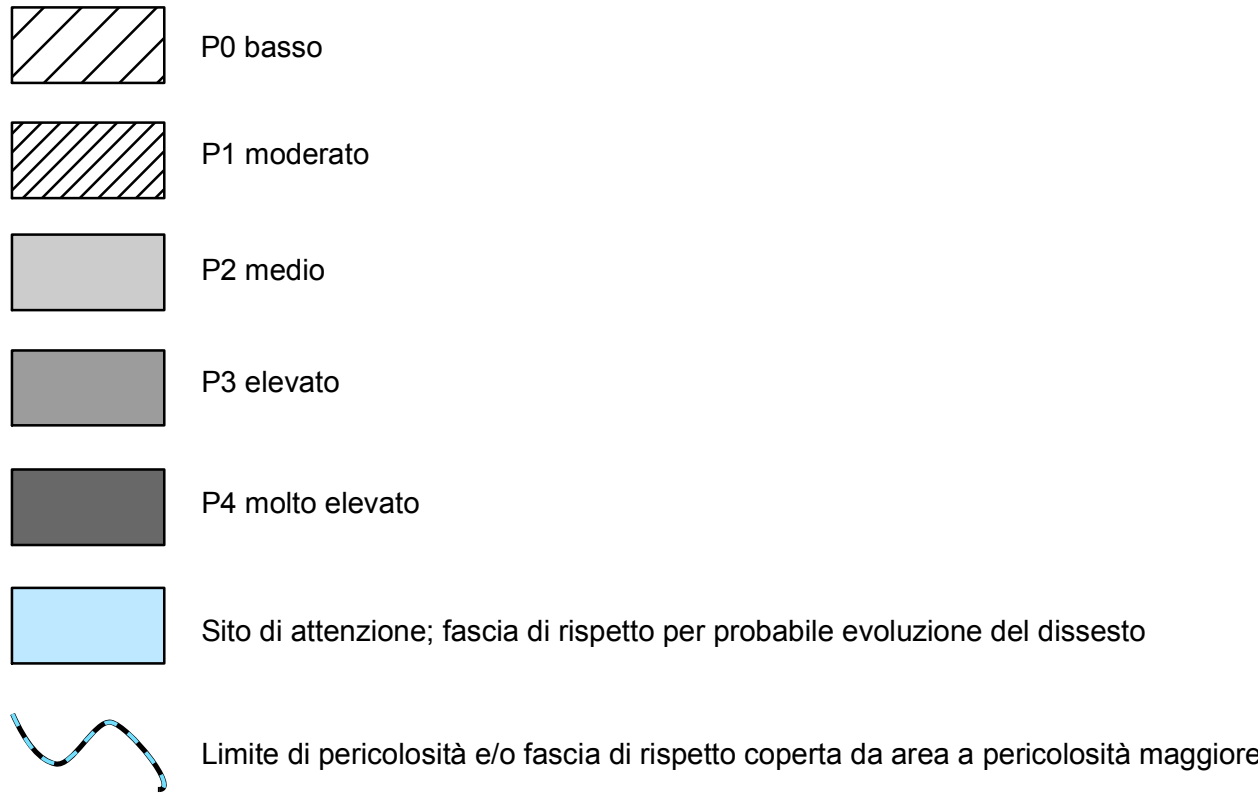 P0 basso
P1 moderato
P2 medio
P3 elevato
P4 molto elevato
Sito di attenzione; fascia di rispetto per probabile evoluzione del dissesto
Limite di pericolosità e/o fascia di rispetto coperta da area a pericolosità maggiore